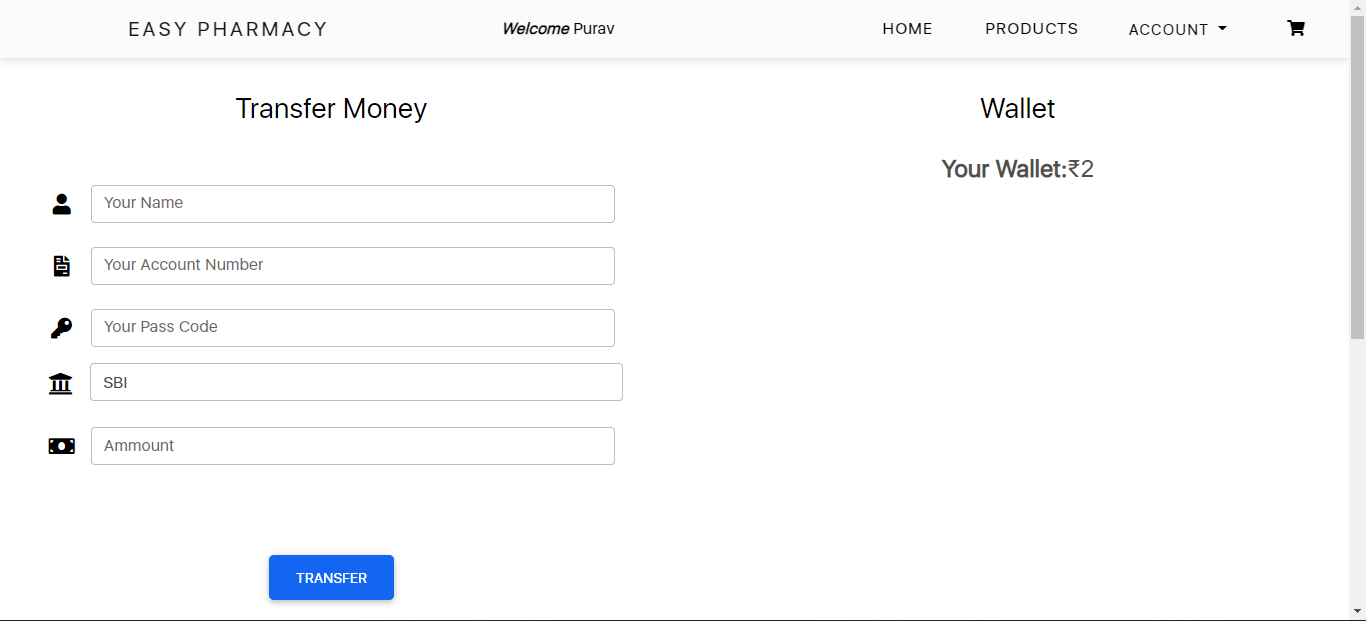 EASY PHARMACY
Welcome Purav
HOME
PRODUCTS
ACCOUNT
Transfer Money
Your Name
Your Account Number
Your Pass Code
SBI
Ammount
TRANSFER
Wallet
Your Wallet:₹2